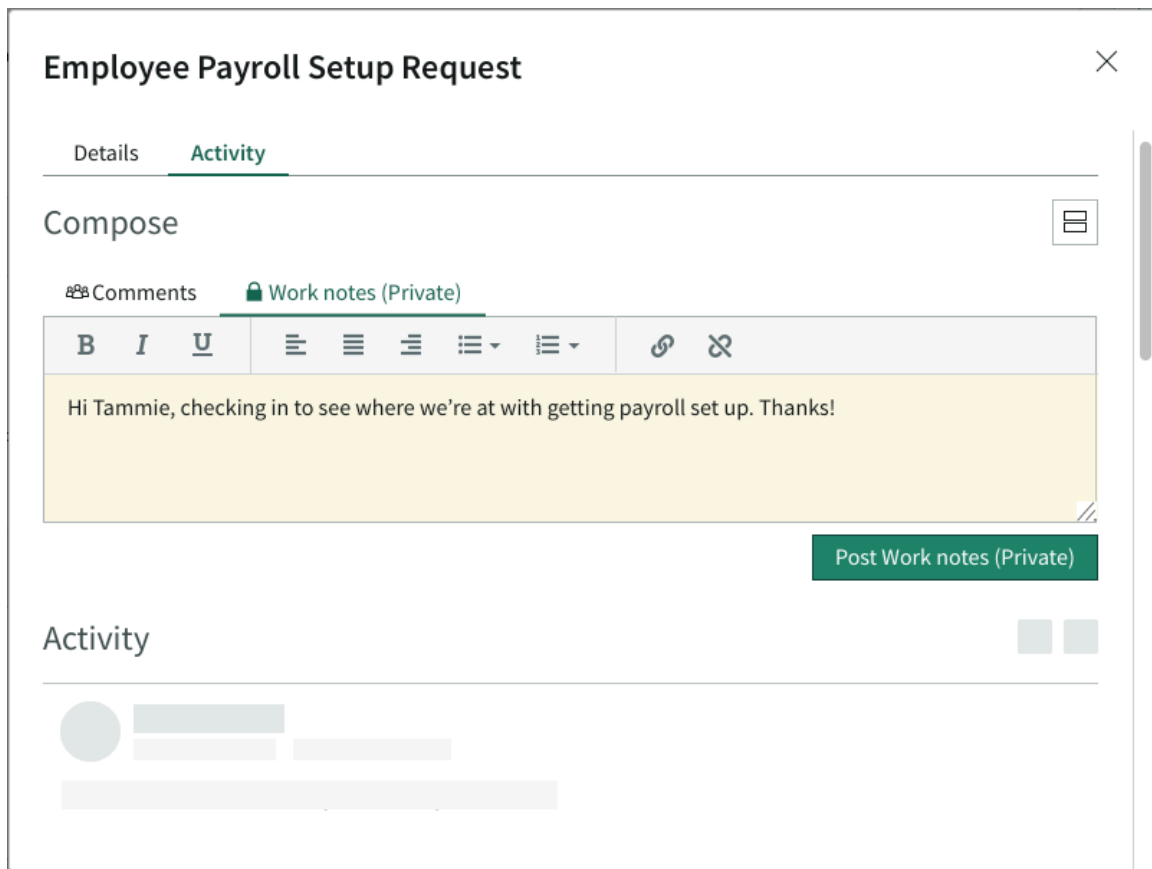 Employee Payroll Setup Request
Details Activity
Compose
Comments Work notes (Private)
B I U
Hi Tammie, checking in to see where we’re at with getting payroll set up. Thanks!
Post Work notes (Private)
Activity